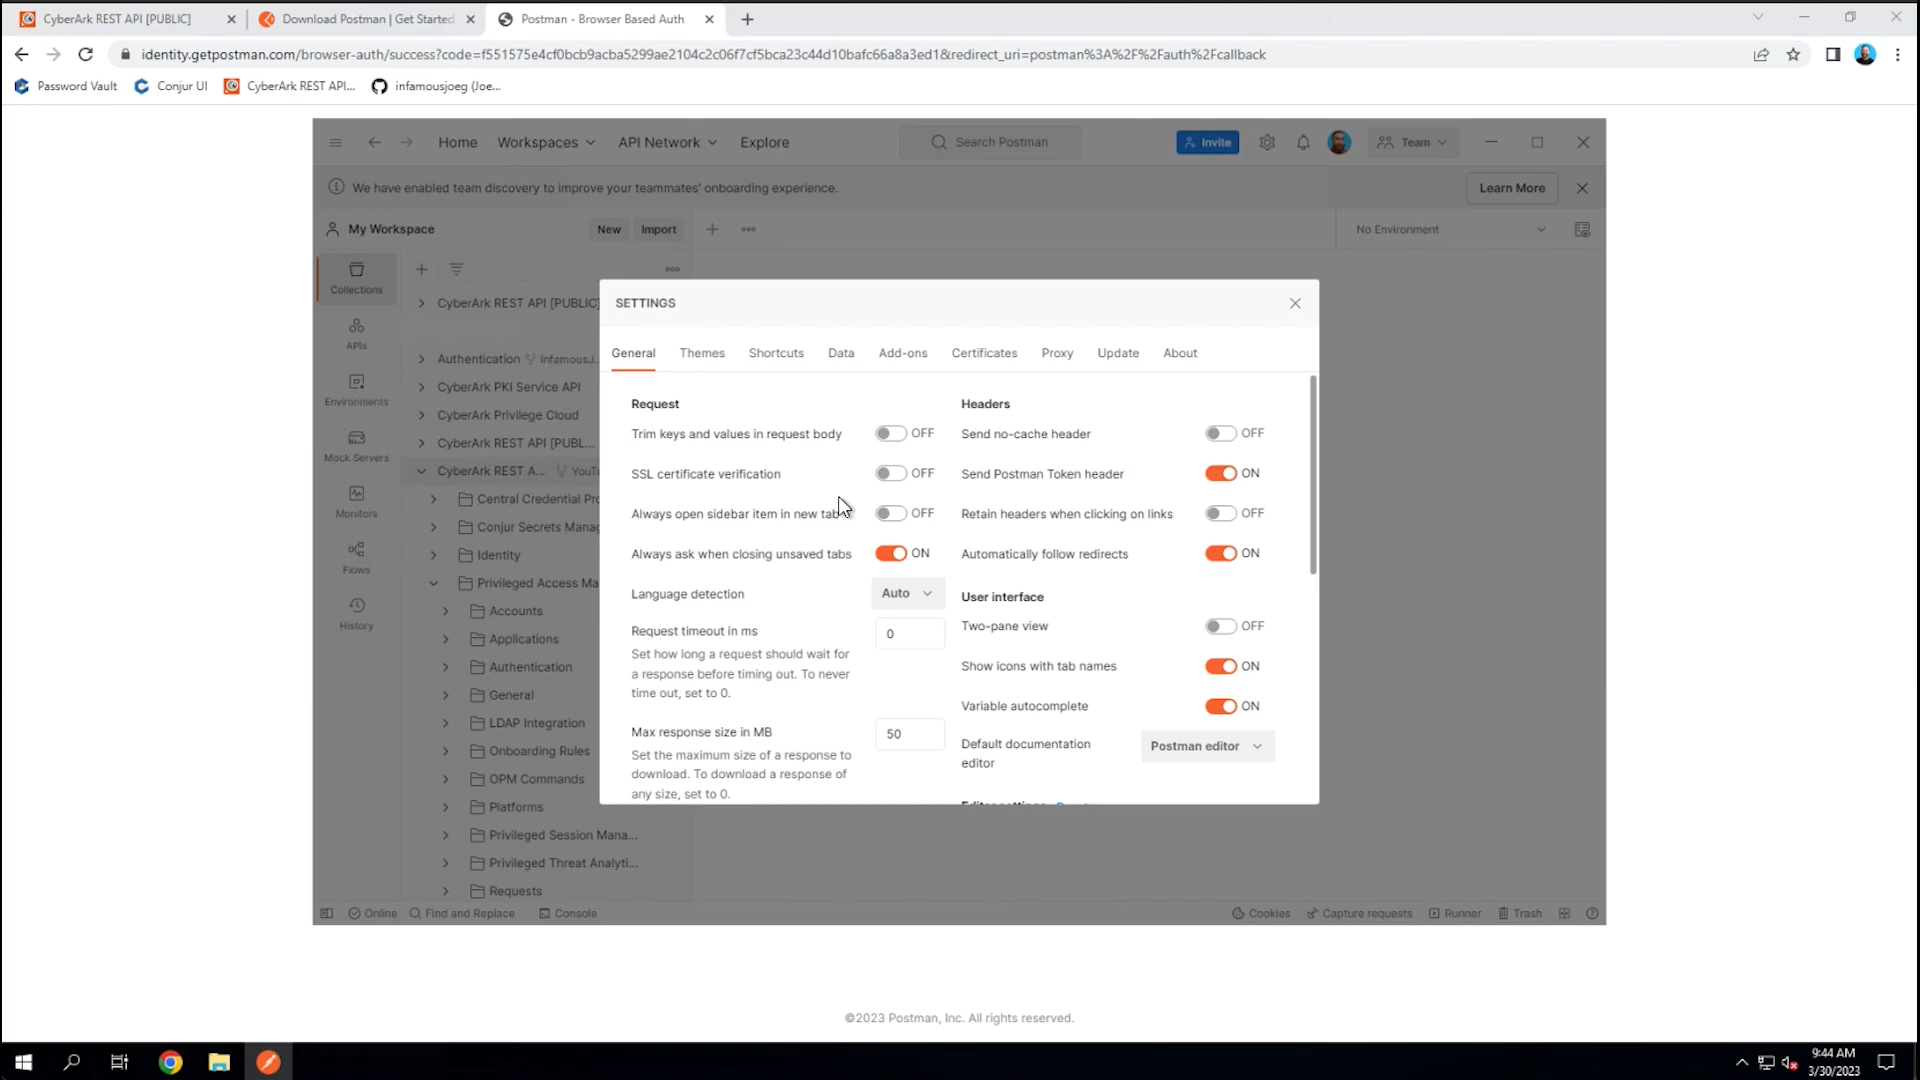 CyberArk REST API [PUBLIC]
Download Postman | Get Started
Postman - Browser Based Auth
identity.getpostman.com/browser-auth/success?code=f551575e4cf0bcb9acba5299ae2104c2c06f7cf5bca23c44d10bafc66a8a3ed1&redirect_uri=postman%3A%2F%2Fauth%2Fcallback
Password Vault
Conjur UI
CyberArk REST API...
infamousjoeg (Joe...
Home
Workspaces
API Network
Explore
Search Postman
Invite
Team
We have enabled team discovery to improve your teammates' onboarding experience.
Learn More
My Workspace
New
Import
No Environment
Collections
APIs
Environments
Mock Servers
Monitors
Flows
History
CyberArk REST API [PUBLIC]
Authentication
InfamousJ...
CyberArk PKI Service API
CyberArk Privilege Cloud
CyberArk REST API [PUBL...
CyberArk REST A...
YouTu
Central Credential Pro
Conjur Secrets Manag
Identity
Privileged Access Ma
Accounts
Applications
Authentication
General
LDAP Integration
Onboarding Rules
OPM Commands
Platforms
Privileged Session Mana...
Privileged Threat Analyti...
Requests
SETTINGS
General
Themes
Shortcuts
Data
Add-ons
Certificates
Proxy
Update
About
Request
Trim keys and values in request body
OFF
SSL certificate verification
OFF
Always open sidebar item in new tab
OFF
Always ask when closing unsaved tabs
ON
Language detection
Auto
Request timeout in ms
0
Set how long a request should wait for
a response before timing out. To never
time out, set to 0.
Max response size in MB
50
Set the maximum size of a response to
download. To download a response of
any size, set to 0.
Headers
Send no-cache header
OFF
Send Postman Token header
ON
Retain headers when clicking on links
OFF
Automatically follow redirects
ON
User interface
Two-pane view
OFF
Show icons with tab names
ON
Variable autocomplete
ON
Default documentation
editor
Postman editor
Online
Find and Replace
Console
Cookies
Capture requests
Runner
Trash
©2023 Postman, Inc. All rights reserved.
9:44 AM
3/30/2023